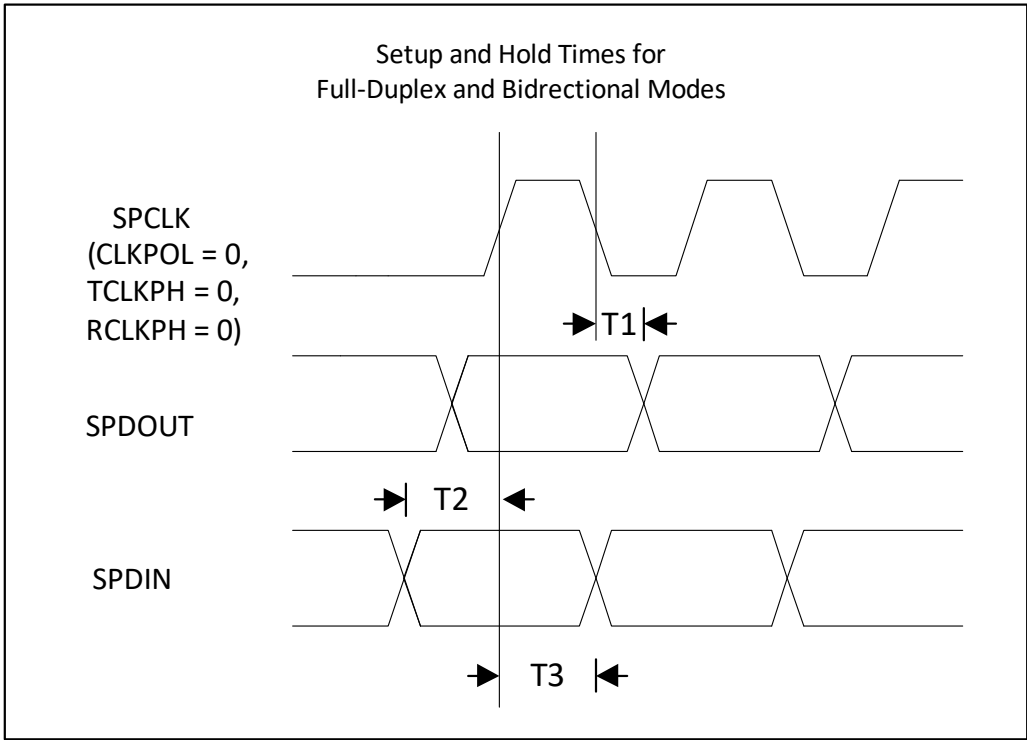 Setup and Hold Times for
Full-Duplex and Bidrectional Modes
SPCLK
(CLKPOL = 0,
TCLKPH = 0,
RCLKPH = 0)
T1
SPDOUT
T2
SPDIN
T3